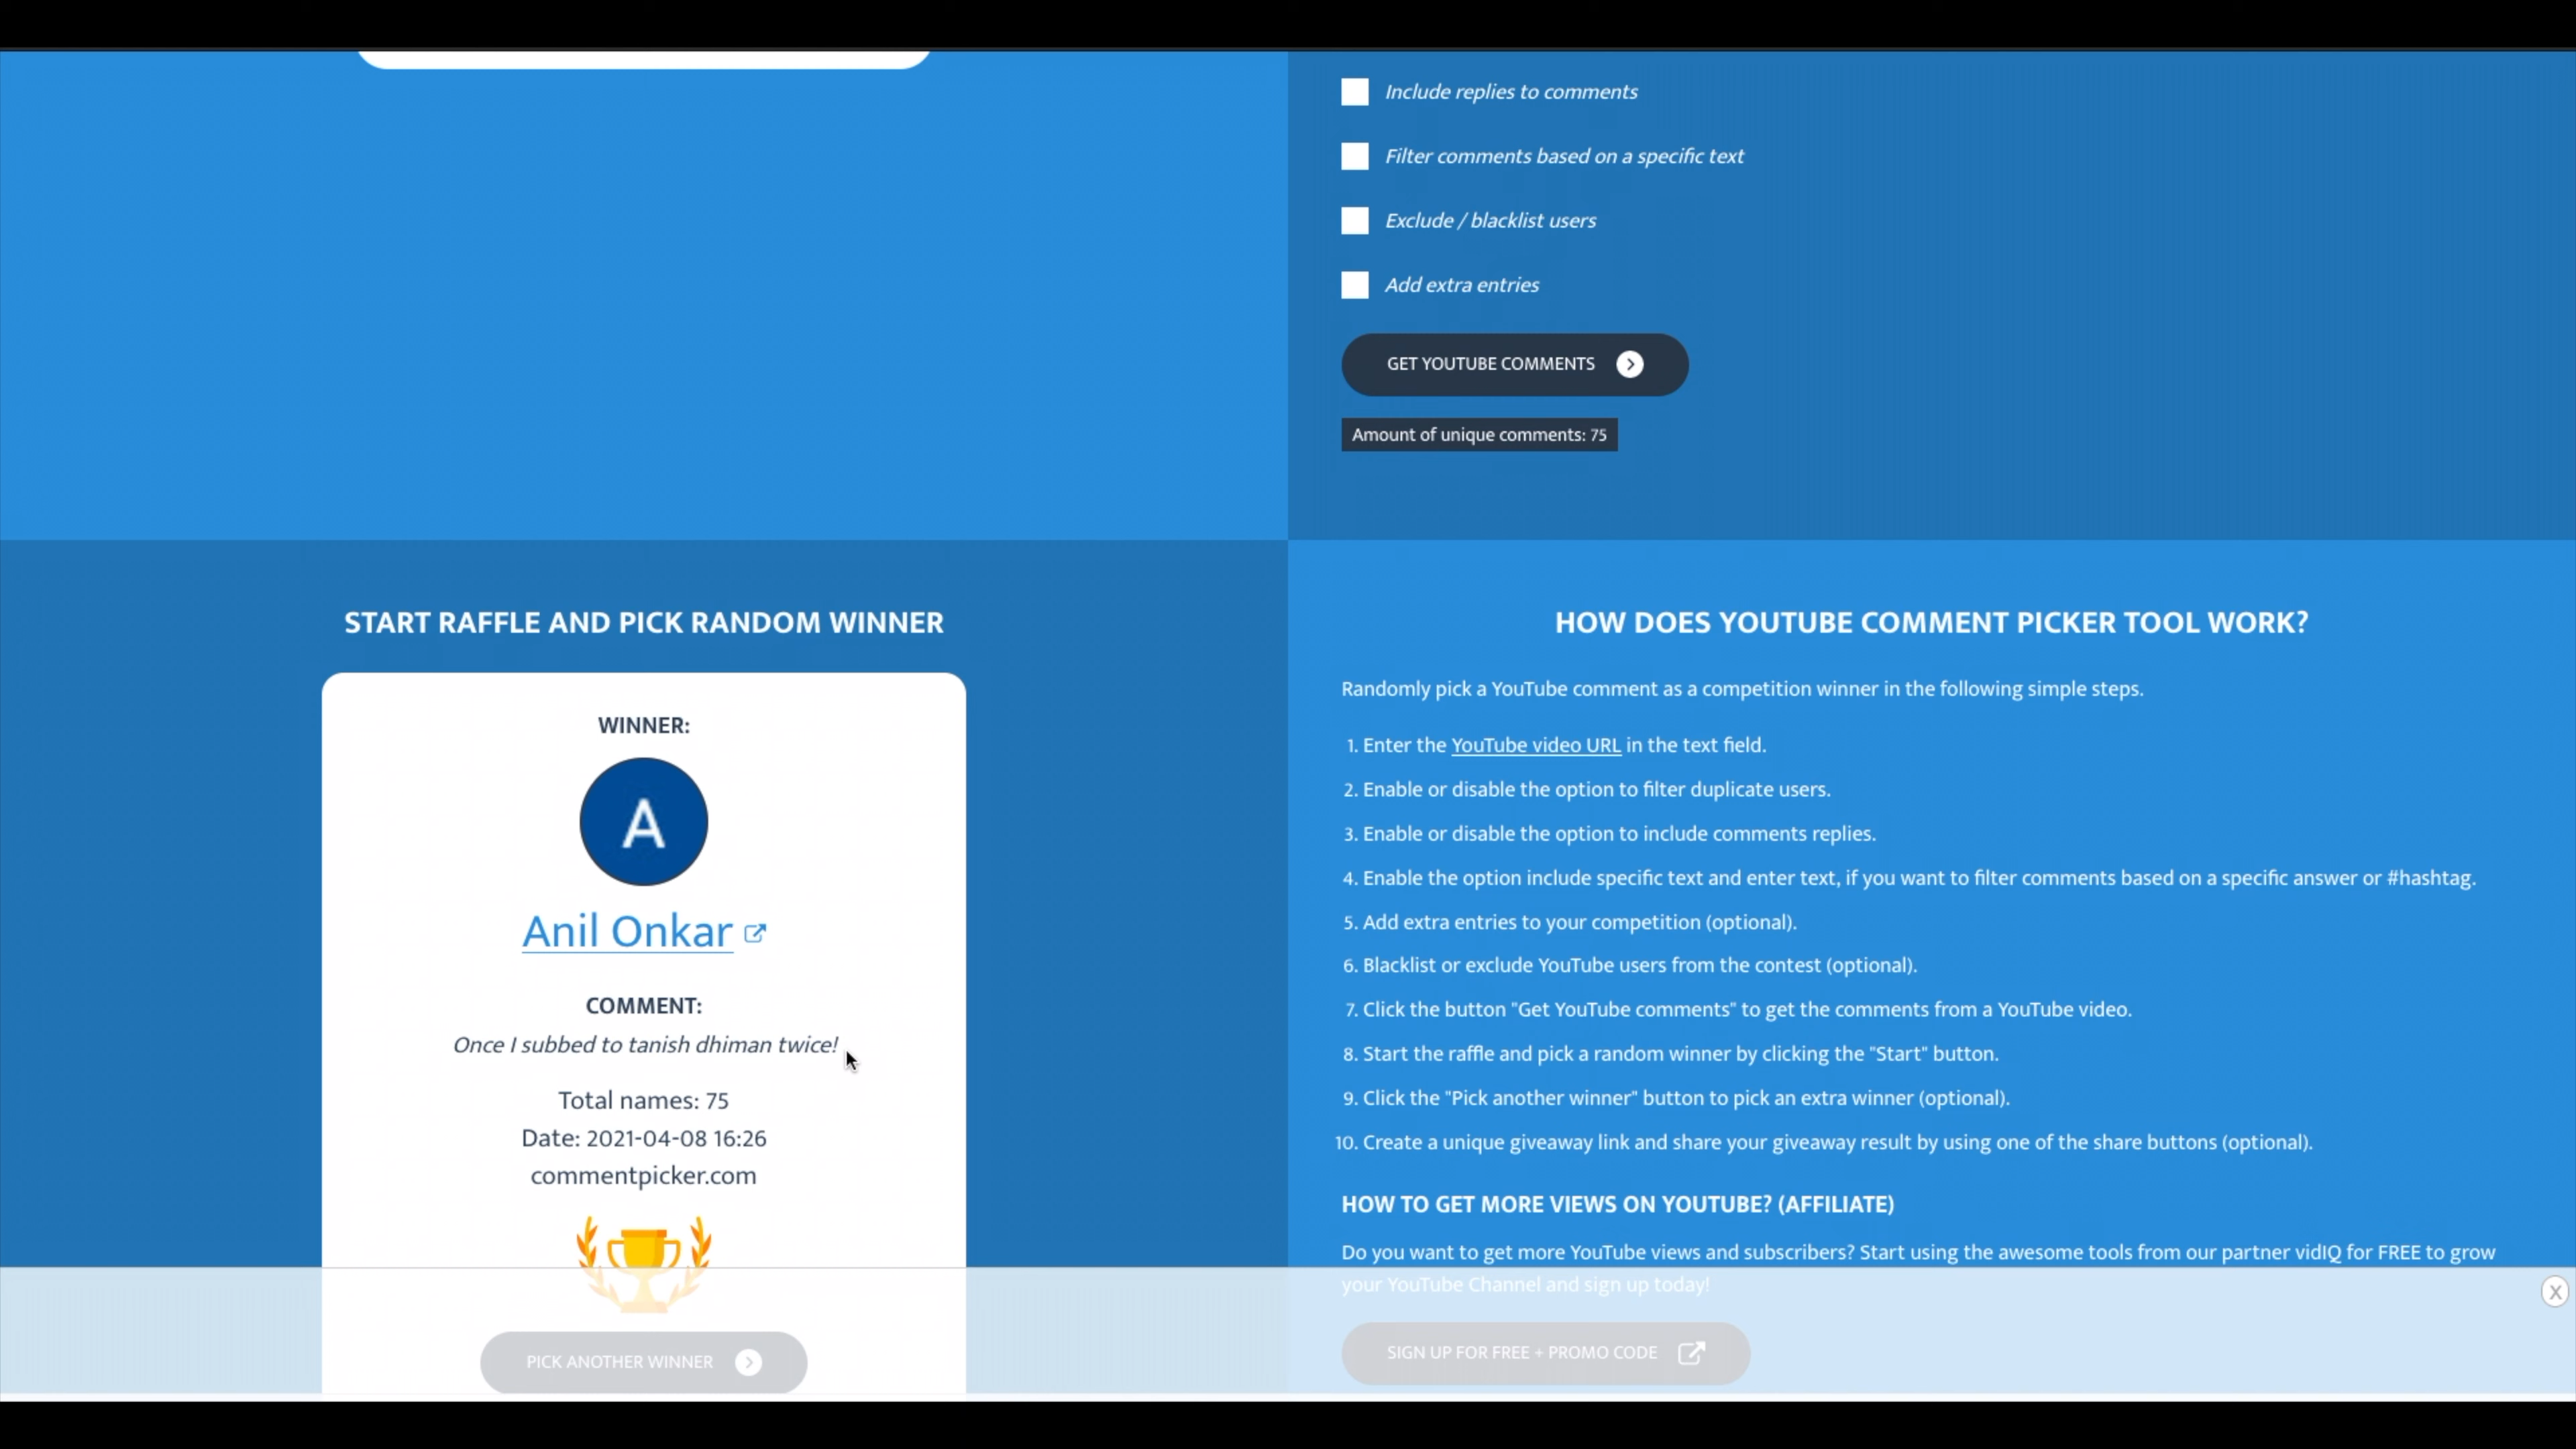 Include replies to comments
Filter comments based on a specific text
Exclude / blacklist users
Add extra entries
GET YOUTUBE COMMENTS
Amount of unique comments: 75
START RAFFLE AND PICK RANDOM WINNER
WINNER:
A
Anil Onkar
COMMENT:
Once I subbed to tanish dhiman twice!
Total names: 75
Date: 2021-04-08 16:26
commentpicker.com
PICK ANOTHER WINNER
HOW DOES YOUTUBE COMMENT PICKER TOOL WORK?
Randomly pick a YouTube comment as a competition winner in the following simple steps.
1. Enter the YouTube video URL in the text field.
2. Enable or disable the option to filter duplicate users.
3. Enable or disable the option to include comments replies.
4. Enable the option include specific text and enter text, if you want to filter comments based on a specific answer or #hashtag.
5. Add extra entries to your competition (optional).
6. Blacklist or exclude YouTube users from the contest (optional).
7. Click the button "Get YouTube comments" to get the comments from a YouTube video.
8. Start the raffle and pick a random winner by clicking the "Start" button.
9. Click the "Pick another winner" button to pick an extra winner (optional).
10. Create a unique giveaway link and share your giveaway result by using one of the share buttons (optional).
HOW TO GET MORE VIEWS ON YOUTUBE? (AFFILIATE)
Do you want to get more YouTube views and subscribers? Start using the awesome tools from our partner vidIQ for FREE to grow
your YouTube Channel and sign up today!
X
SIGN UP FOR FREE + PROMO CODE